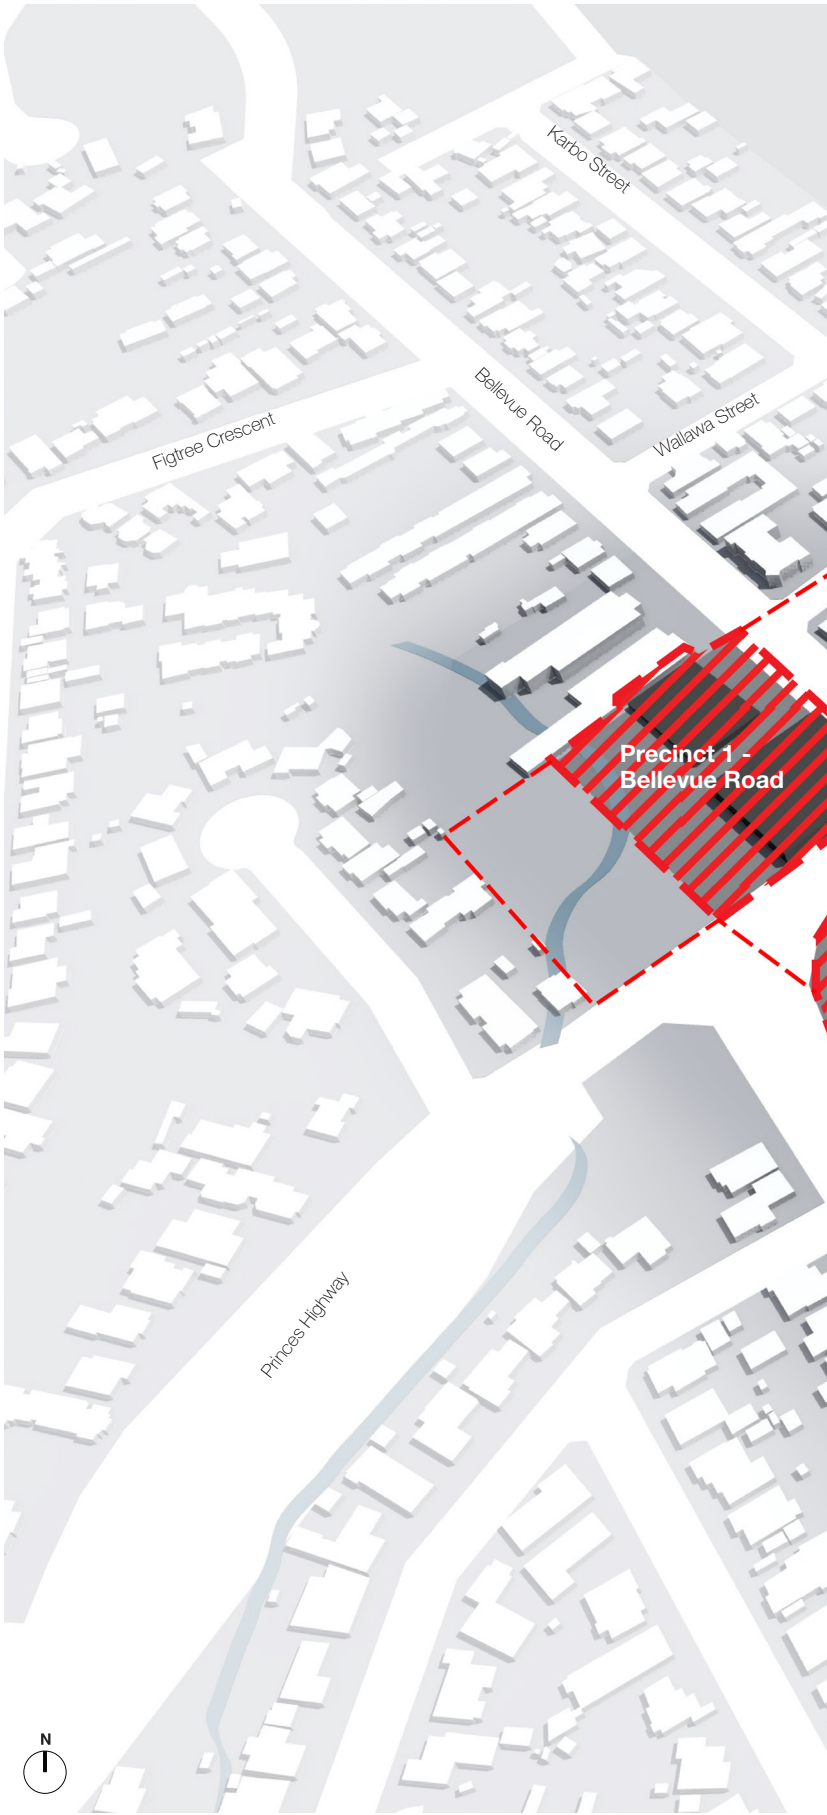 Karbo Street
Bellevue Road
Wallawa Street
Figtree Crescent
Precinct 1 -
Bellevue Road
Princes Highway
N